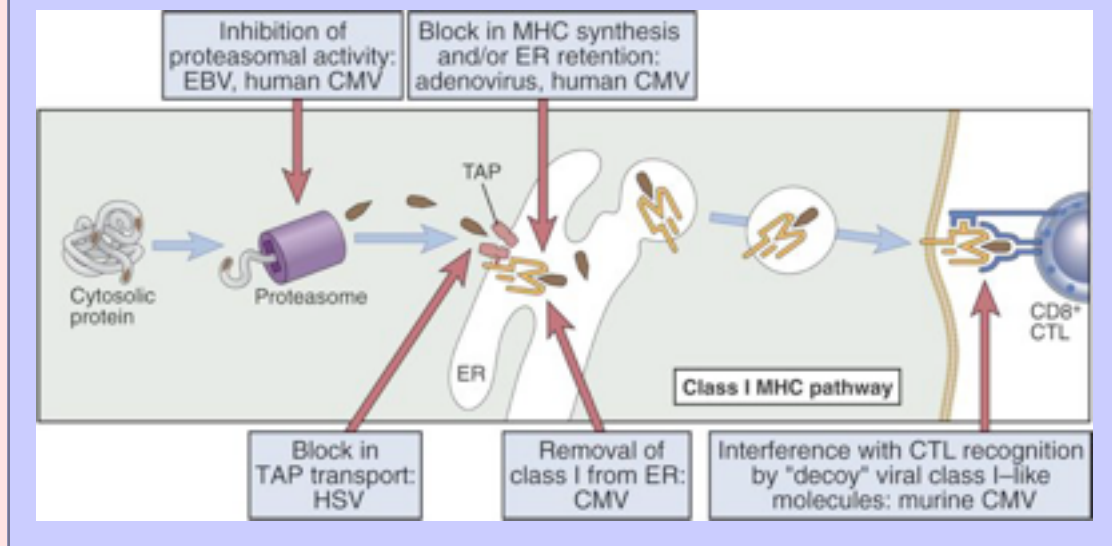 Inhibition of
proteasomal activity:
EBV, human CMV
Block in MHC synthesis
and/or ER retention:
adenovirus, human CMV
TAP
Cytosolic
protein
Proteasome
ER
CD8+
CTL
Class I MHC pathway
Block in
TAP transport:
HSV
Removal of
class I from ER:
CMV
Interference with CTL recognition
by "decoy" viral class I–like
molecules: murine CMV